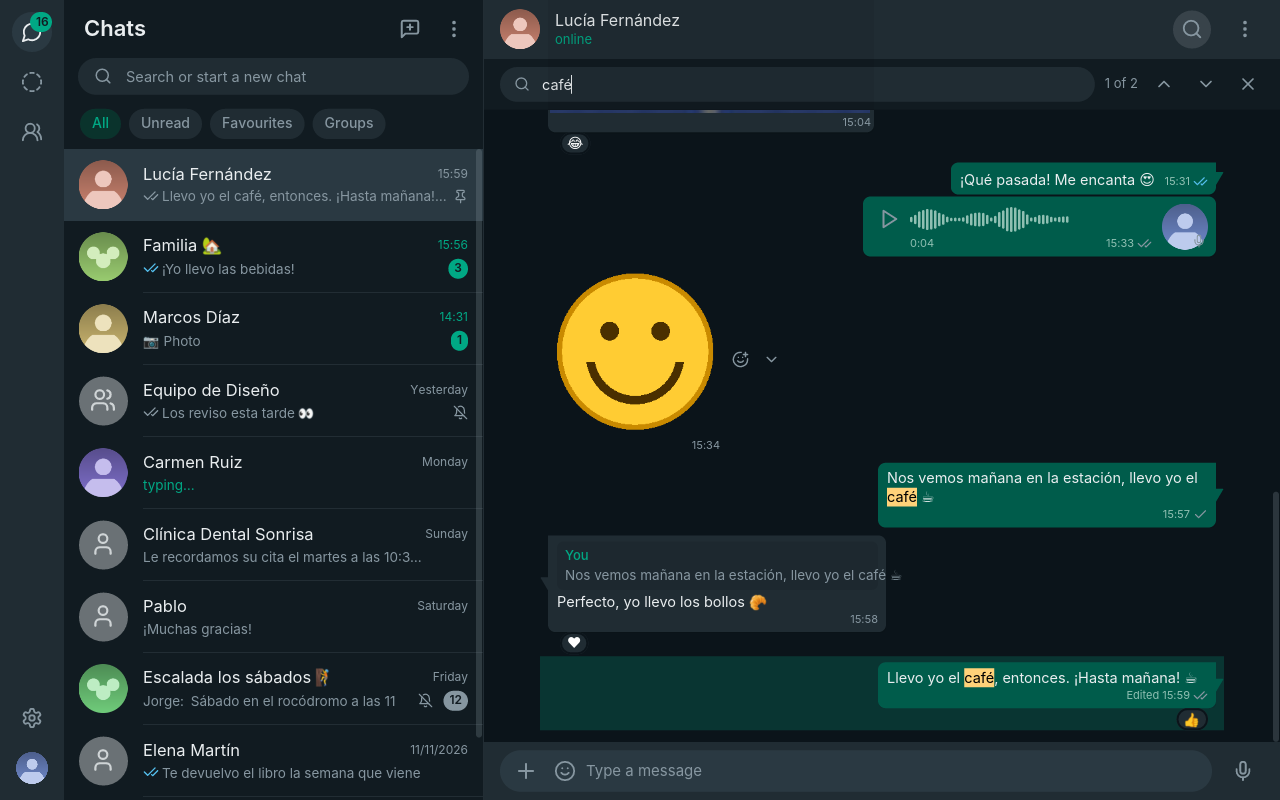 16
Chats
Search or start a new chat
All
Unread
Favourites
Groups
Lucía Fernández
15:59
Llevo yo el café, entonces. ¡Hasta mañana!...
Familia 🏡
15:56
¡Yo llevo las bebidas!
3
Marcos Díaz
14:31
📷 Photo
1
Equipo de Diseño
Yesterday
Los reviso esta tarde 👀
Carmen Ruiz
Monday
typing...
Clínica Dental Sonrisa
Sunday
Le recordamos su cita el martes a las 10:3...
Pablo
Saturday
¡Muchas gracias!
Escalada los sábados 🧗
Friday
Jorge: Sábado en el rocódromo a las 11
12
Elena Martín
11/11/2026
Te devuelvo el libro la semana que viene
Lucía Fernández
online
café
1 of 2
15:04
😂
¡Qué pasada! Me encanta 😍
15:31
0:04
15:33
15:34
Nos vemos mañana en la estación, llevo yo el
café ☕
15:57
You
Nos vemos mañana en la estación, llevo yo el café ☕
Perfecto, yo llevo los bollos 🥐
15:58
❤
Llevo yo el café, entonces. ¡Hasta mañana! ☕
Edited 15:59
👍
Type a message